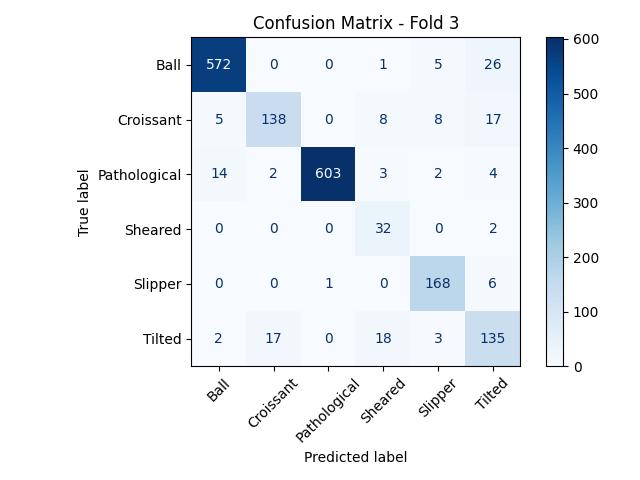 Confusion Matrix - Fold 3
True label
Ball 572 0 0 1 5 26
Croissant 5 138 0 8 8 17
Pathological 14 2 603 3 2 4
Sheared 0 0 0 32 0 2
Slipper 0 0 1 0 168 6
Tilted 2 17 0 18 3 135
Ball Croissant Pathological Sheared Slipper Tilted
Predicted label
600
500
400
300
200
100
0